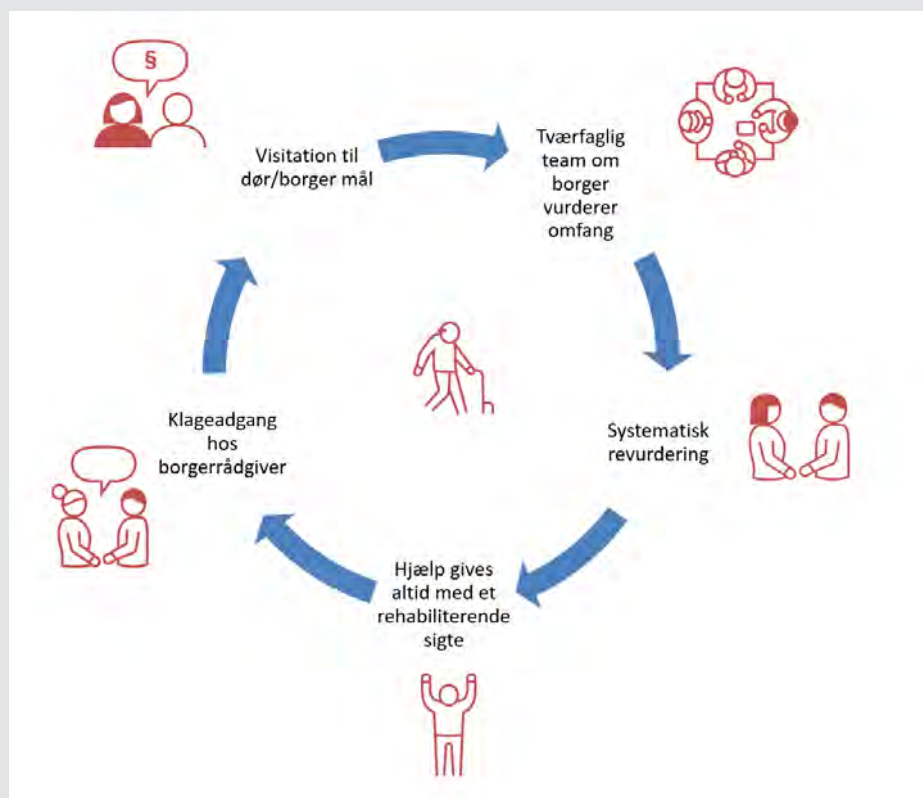 §
Visitation til
dør/borger mål
Tværfaglig
team om
borger
vurderer
omfang
Systematisk
revurdering
Hjælp gives
altid med et
rehabiliterende
sigte
Klageadgang
hos
borgerrådgiver